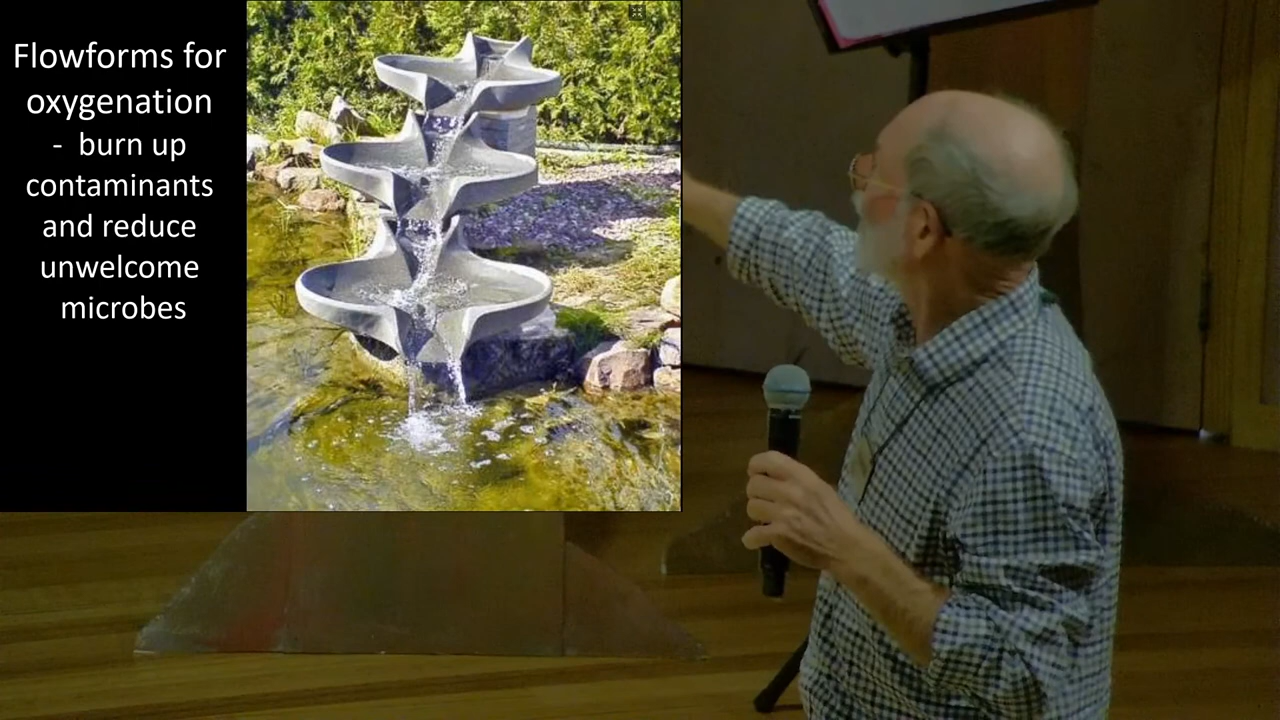 Flowforms for
oxygenation
- burn up
contaminants
and reduce
unwelcome
microbes